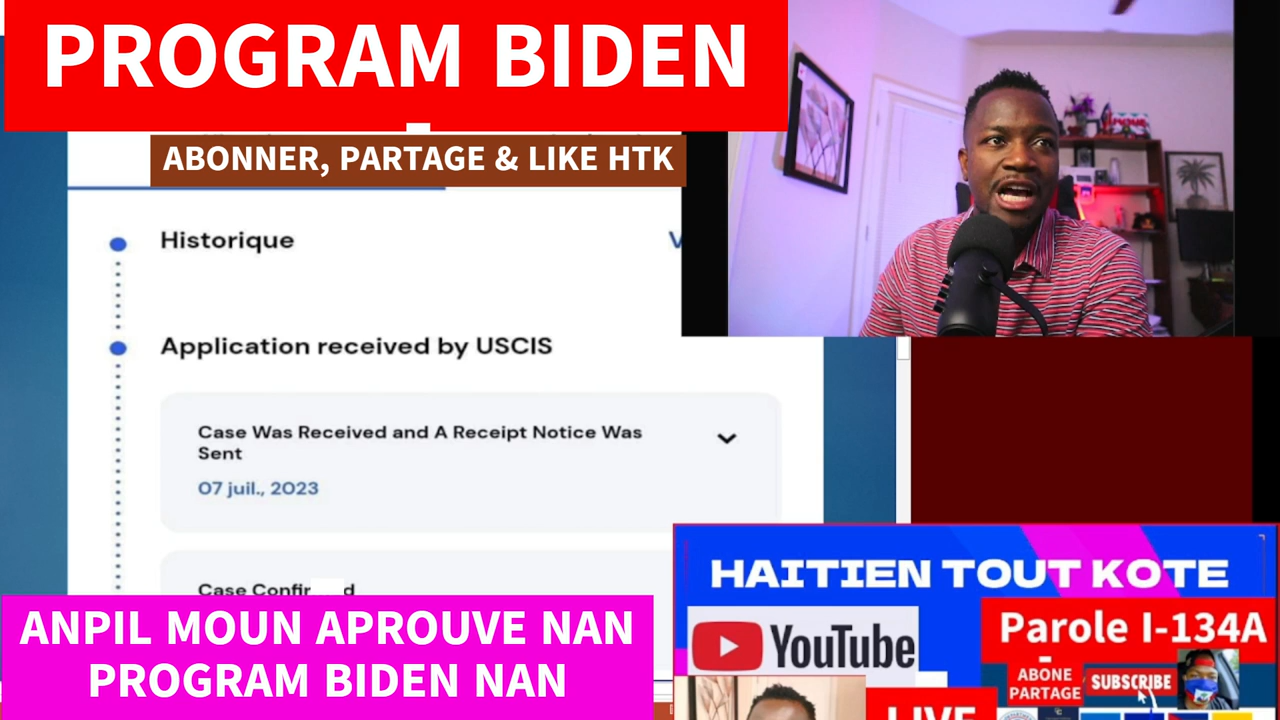 PROGRAM BIDEN
ABONNER, PARTAGE & LIKE HTK
Historique
Application received by USCIS
Case Was Received and A Receipt Notice Was
Sent
07 juil., 2023
ANPIL MOUN APROUVE NAN
PROGRAM BIDEN NAN
HAITIEN TOUT KOTE
YouTube
Parole I-134A
ABONE
PARTAGE
SUBSCRIBE
LIVE